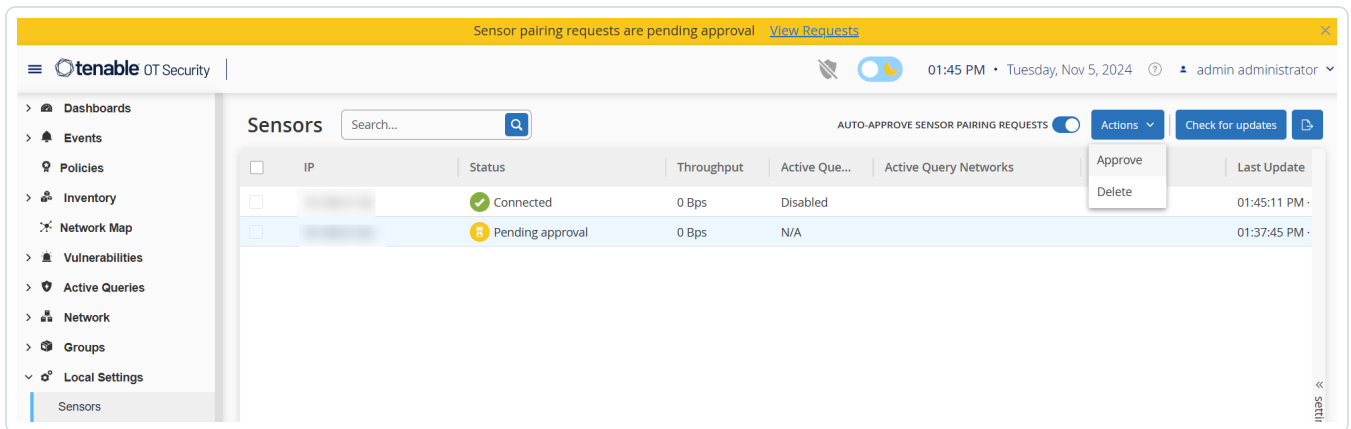 Sensor pairing requests are pending approval View Requests
tenable OT Security
01:45 PM • Tuesday, Nov 5, 2024 admin administrator
Dashboards
Events
Policies
Inventory
Network Map
Vulnerabilities
Active Queries
Network
Groups
Local Settings
Sensors
Sensors Search... AUTO-APPROVE SENSOR PAIRING REQUESTS Actions Check for updates
Approve
Delete
IP Status Throughput Active Que... Active Query Networks Last Update
Connected 0 Bps Disabled 01:45:11 PM ·
Pending approval 0 Bps N/A 01:37:45 PM ·